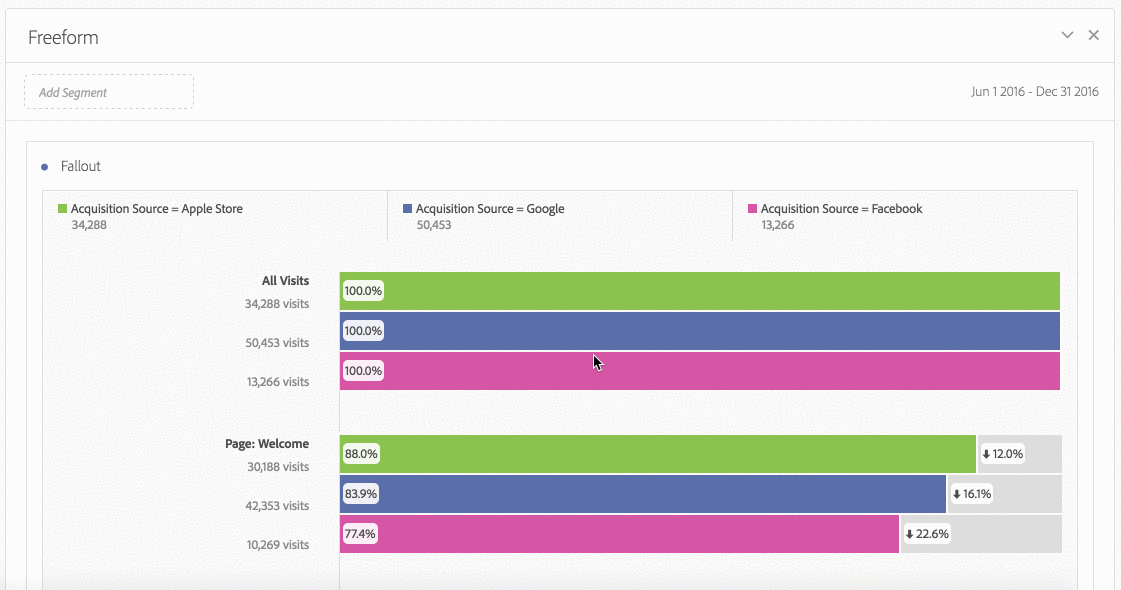 Freeform
Add Segment
Jun 1 2016 - Dec 31 2016
Fallout
Acquisition Source = Apple Store
34,288
Acquisition Source = Google
50,453
Acquisition Source = Facebook
13,266
All Visits
34,288 visits
100.0%
50,453 visits
100.0%
13,266 visits
100.0%
Page: Welcome
30,188 visits
88.0%
12.0%
42,353 visits
83.9%
16.1%
10,269 visits
77.4%
22.6%